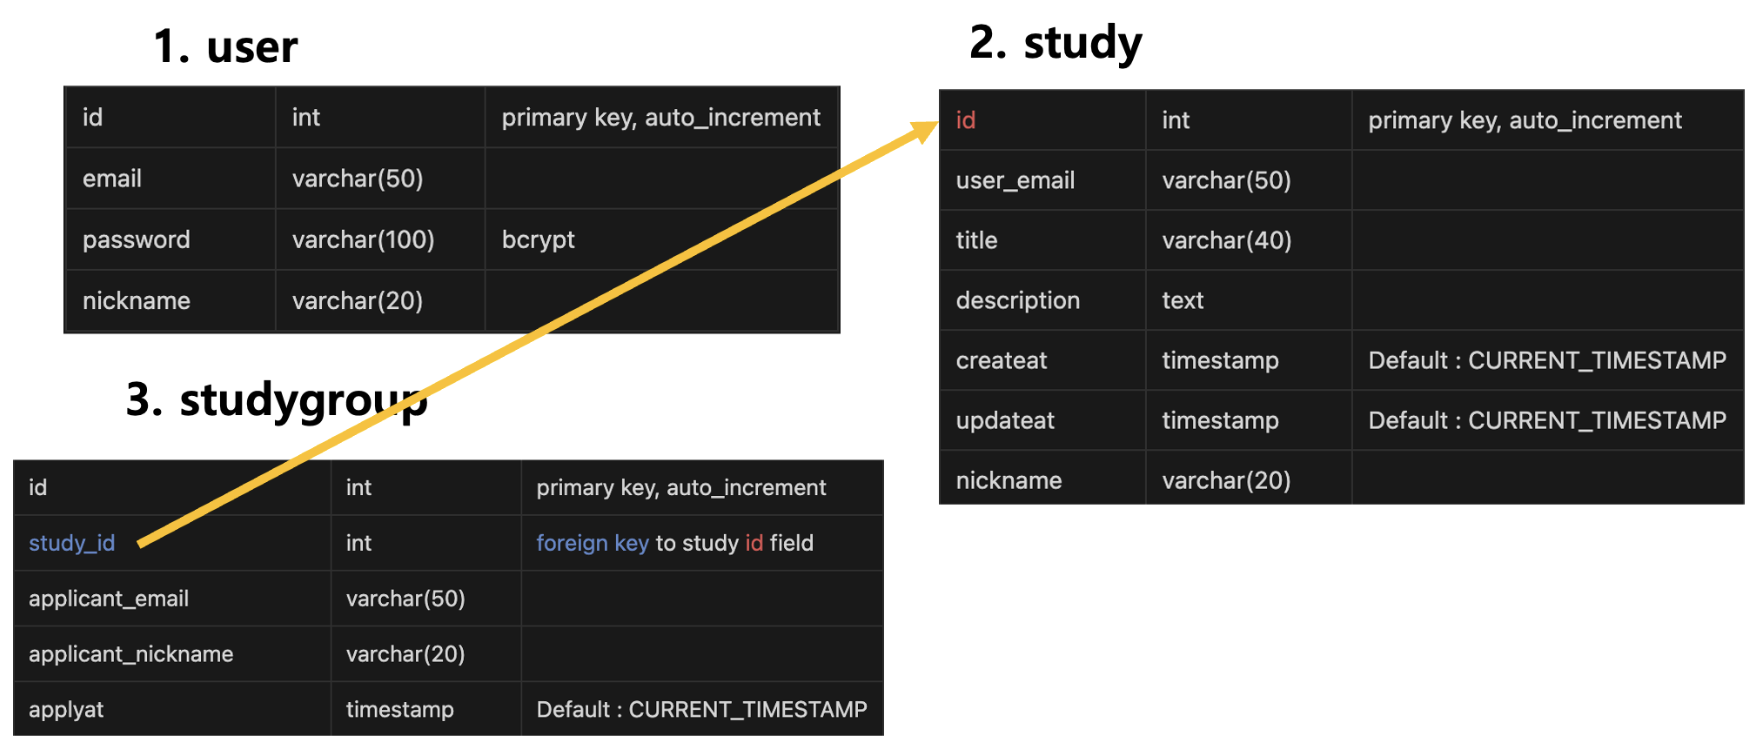 1. user
id int primary key, auto_increment
email varchar(50)
password varchar(100) bcrypt
nickname varchar(20)
2. study
id int primary key, auto_increment
user_email varchar(50)
title varchar(40)
description text
createat timestamp Default : CURRENT_TIMESTAMP
updateat timestamp Default : CURRENT_TIMESTAMP
nickname varchar(20)
3. studygroup
id int primary key, auto_increment
study_id int foreign key to study id field
applicant_email varchar(50)
applicant_nickname varchar(20)
applyat timestamp Default : CURRENT_TIMESTAMP